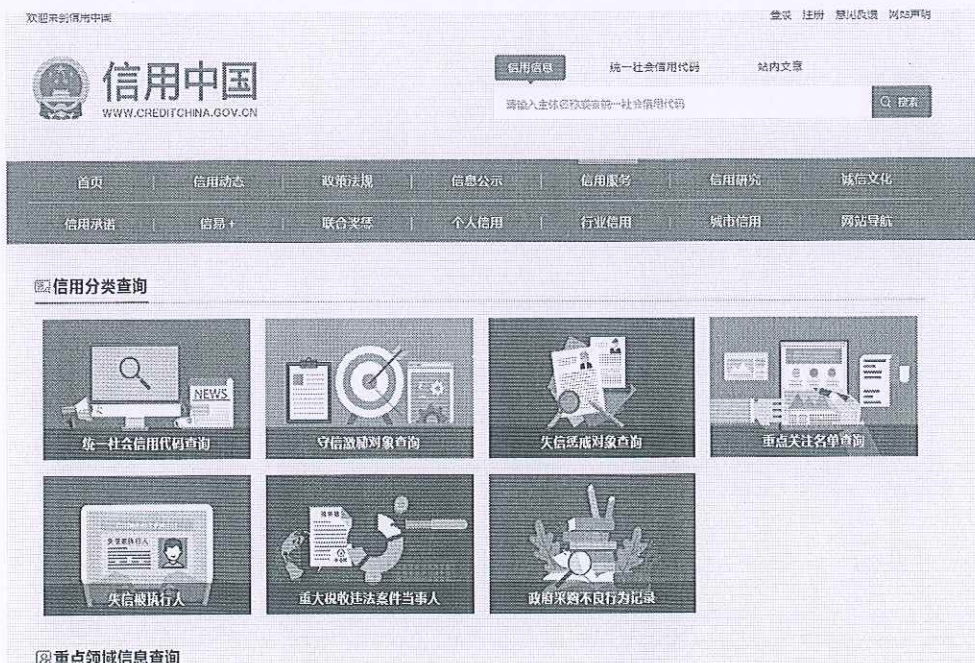 欢迎来到信用中国
登录 注册 意见反馈 网站声明
信用中国
WWW.CREDITCHINA.GOV.CN
信用信息 统一社会信用代码 站内文章
请输入主体名称或者统一社会信用代码 搜索
首页 信用动态 政策法规 信息公示 信用服务 信用研究 诚信文化
信用承诺 信易+ 联合奖惩 个人信用 行业信用 城市信用 网站导航
信用分类查询
NEWS
统一社会信用代码查询 守信激励对象查询 失信惩戒对象查询 重点关注名单查询
失信被执行人
失信被执行人 重大税收违法案件当事人 政府采购不良行为记录
重点领域信息查询